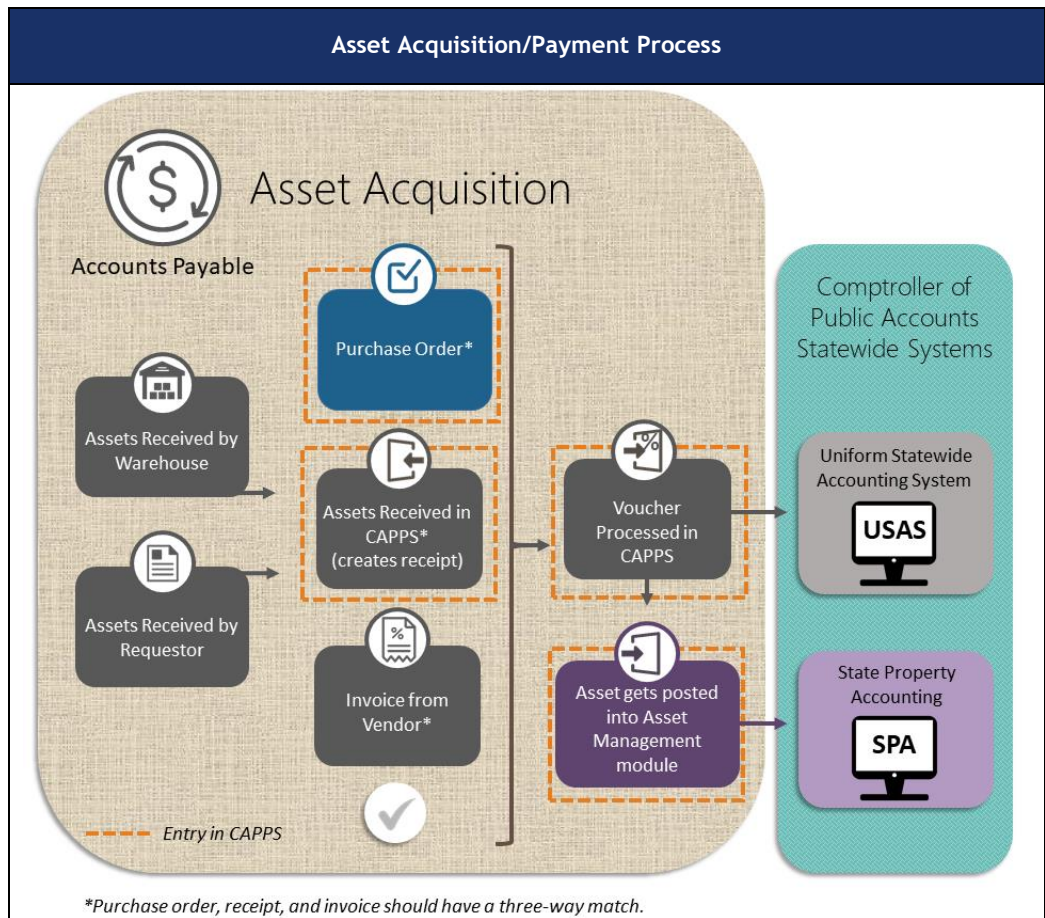 Asset Acquisition/Payment Process
Asset Acquisition
$
Accounts Payable
Purchase Order*
Assets Received by
Warehouse
Assets Received in
CAPPS*
(creates receipt)
Assets Received by
Requestor
%
Invoice from
Vendor*
%
Voucher
Processed in
CAPPS
Asset gets posted
into Asset
Management
module
Entry in CAPPS
Comptroller of
Public Accounts
Statewide Systems
Uniform Statewide
Accounting System
USAS
State Property
Accounting
SPA
*Purchase order, receipt, and invoice should have a three-way match.